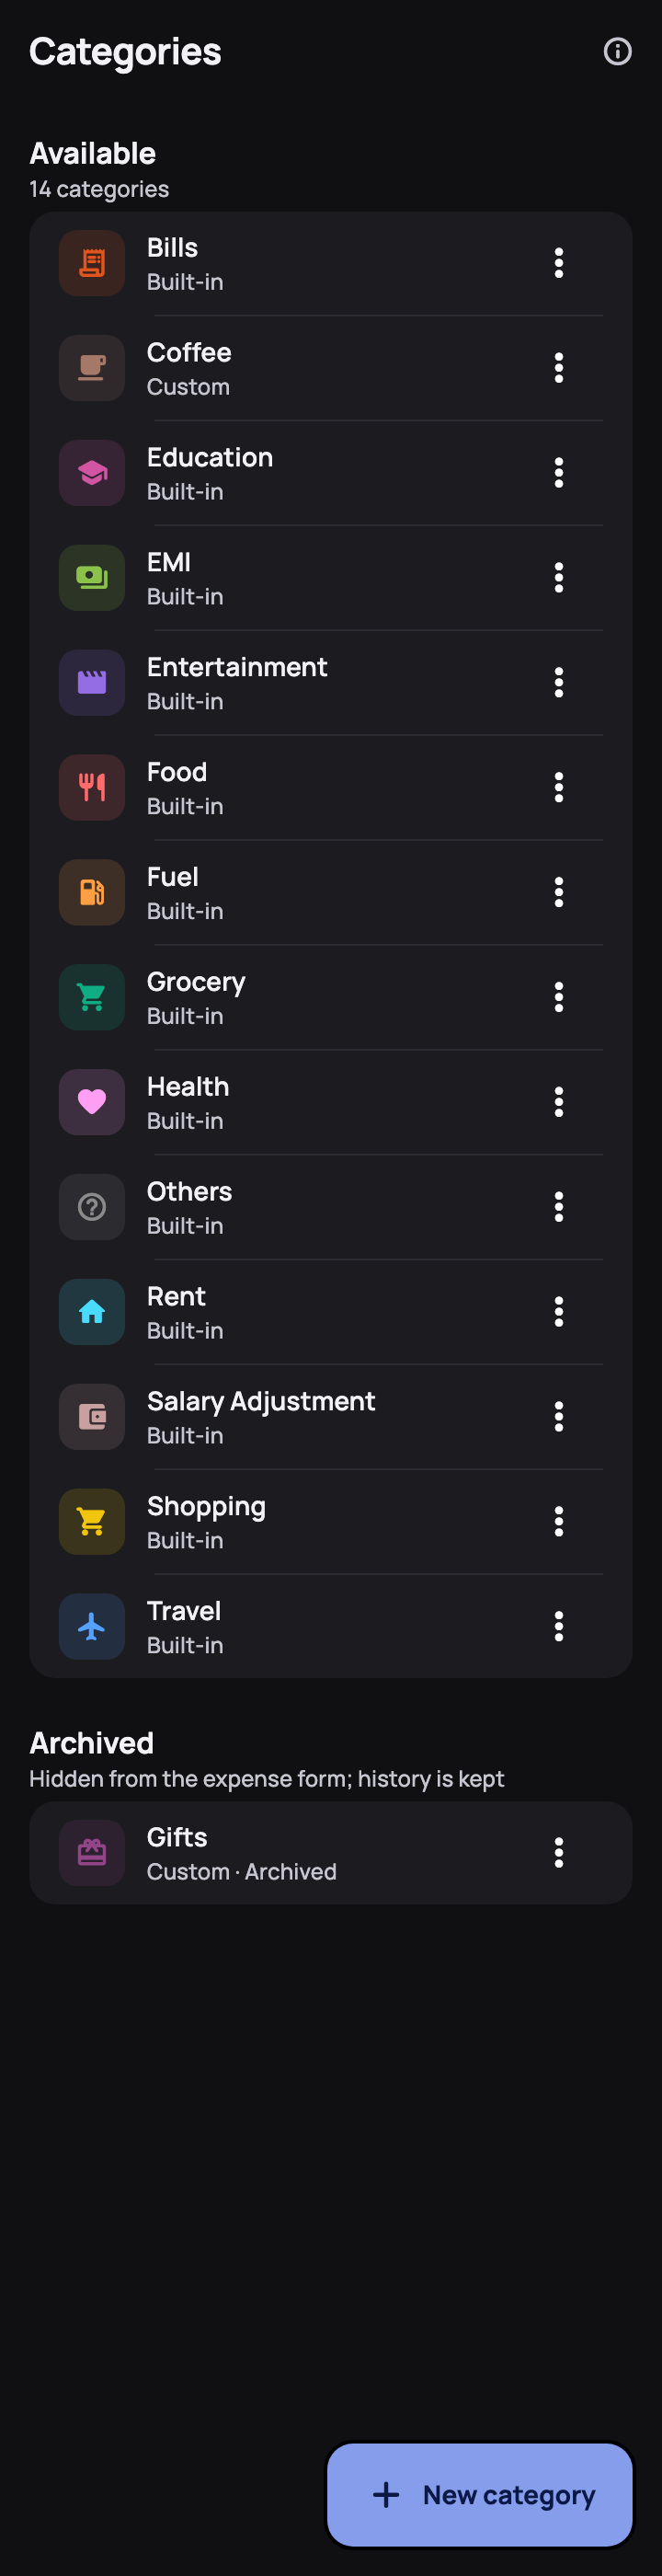 Categories
Available
14 categories
Bills
Built-in
Coffee
Custom
Education
Built-in
EMI
Built-in
Entertainment
Built-in
Food
Built-in
Fuel
Built-in
Grocery
Built-in
Health
Built-in
Others
Built-in
Rent
Built-in
Salary Adjustment
Built-in
Shopping
Built-in
Travel
Built-in
Archived
Hidden from the expense form; history is kept
Gifts
Custom · Archived
New category